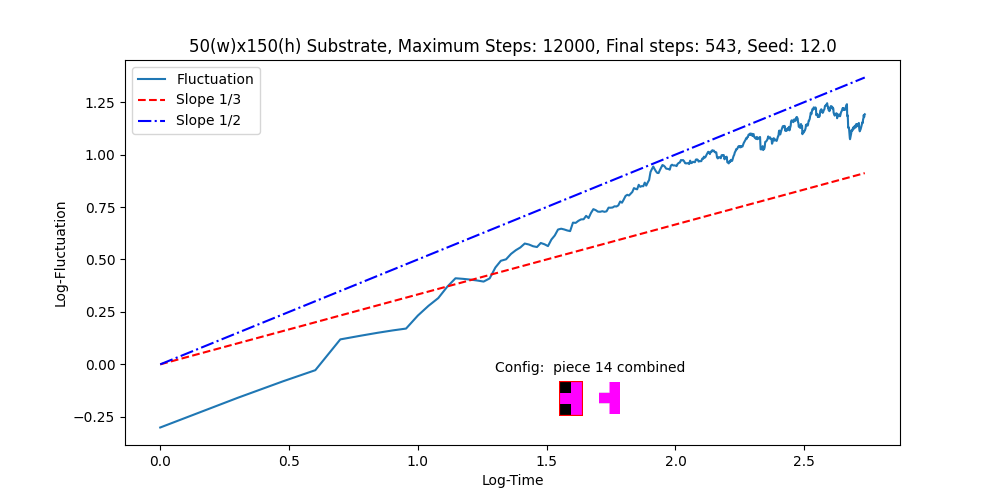 50(w)x150(h) Substrate, Maximum Steps: 12000, Final steps: 543, Seed: 12.0
Fluctuation
Slope 1/3
Slope 1/2
1.25
1.00
0.75
0.50
0.25
0.00
−0.25
Log-Fluctuation
Config:  piece 14 combined
0.0 0.5 1.0 1.5 2.0 2.5
Log-Time